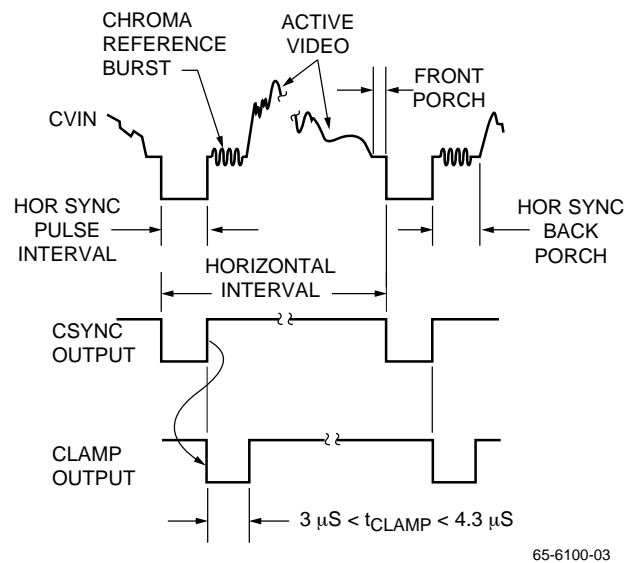 CHROMA
REFERENCE
BURST
ACTIVE
VIDEO
FRONT
PORCH
CVIN
HOR SYNC
PULSE
INTERVAL
HOR SYNC
BACK
PORCH
HORIZONTAL
INTERVAL
CSYNC
OUTPUT
CLAMP
OUTPUT
3 μS < tCLAMP < 4.3 μS
65-6100-03